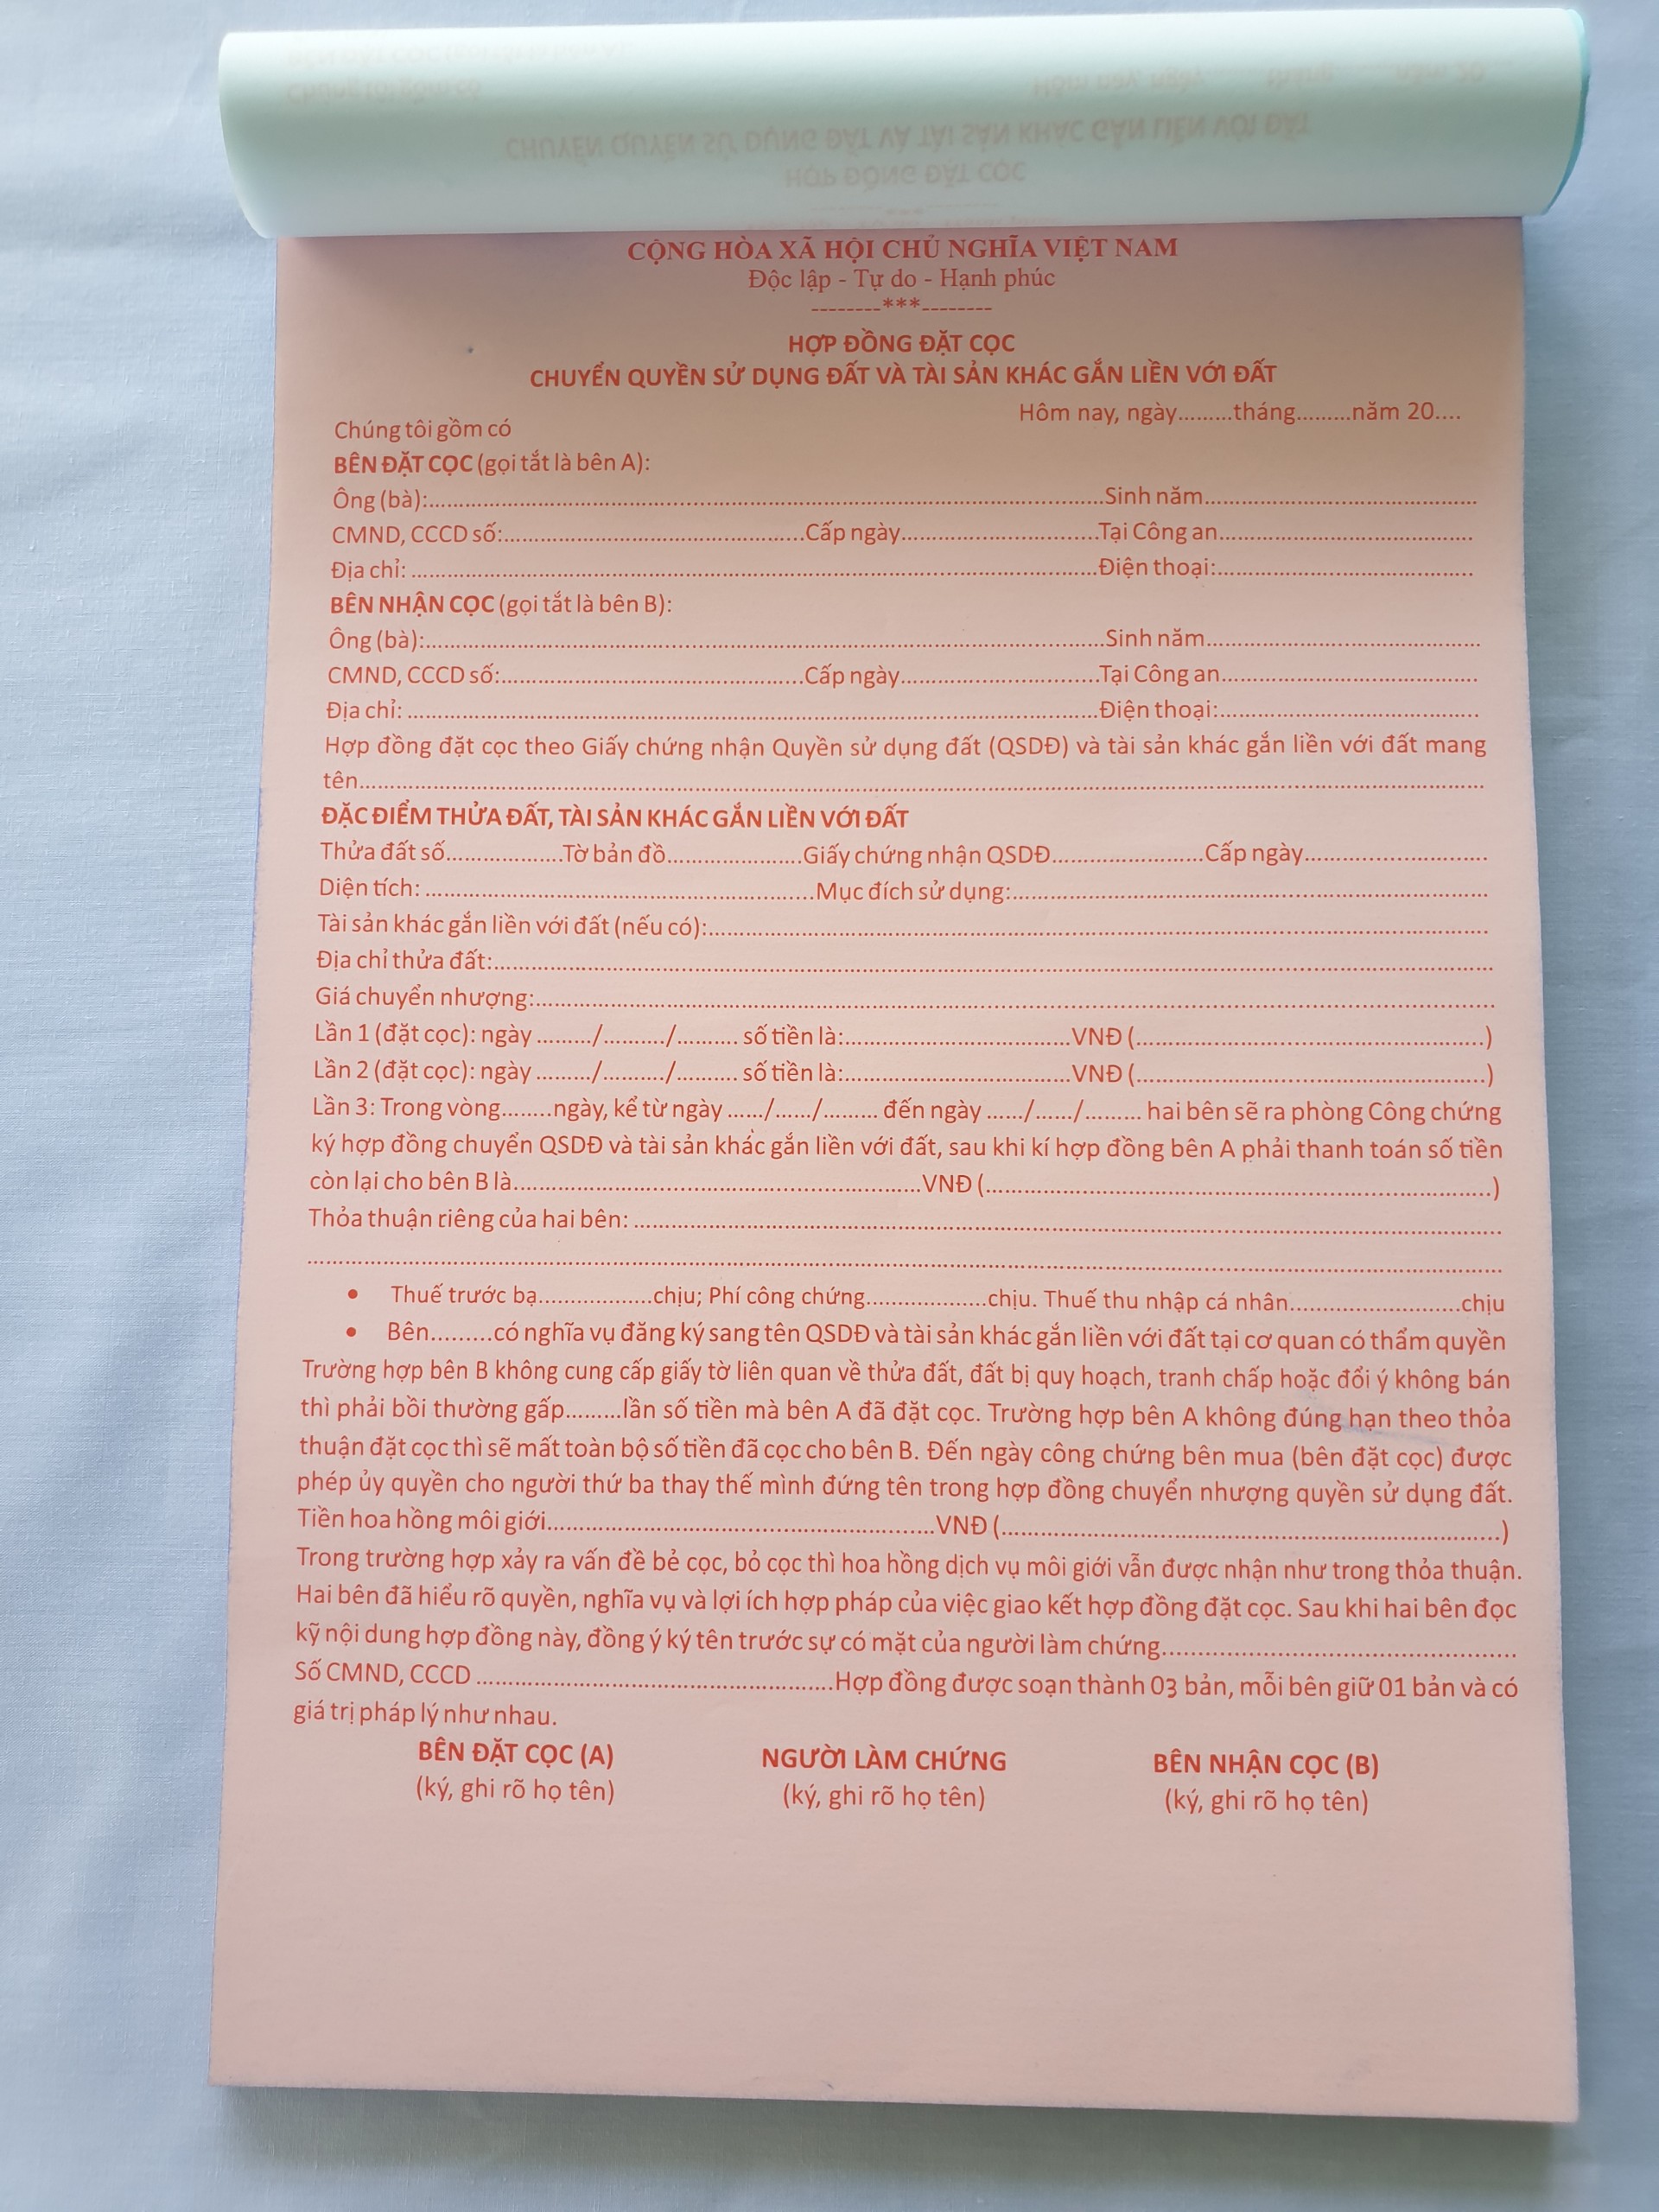 CỘNG HÒA XÃ HỘI CHỦ NGHĨA VIỆT NAM
Độc lập - Tự do - Hạnh phúc
--------***--------
HỢP ĐỒNG ĐẶT CỌC
CHUYỂN QUYỀN SỬ DỤNG ĐẤT VÀ TÀI SẢN KHÁC GẮN LIỀN VỚI ĐẤT
Hôm nay, ngày.........tháng.........năm 20....
Chúng tôi gồm có
BÊN ĐẶT CỌC (gọi tắt là bên A):
Ông (bà):....................Sinh năm....................
CMND, CCCD số:....................Cấp ngày....................Tại Công an....................
Địa chỉ: ....................Điện thoại:....................
BÊN NHẬN CỌC (gọi tắt là bên B):
Ông (bà):....................Sinh năm....................
CMND, CCCD số:....................Cấp ngày....................Tại Công an....................
Địa chỉ: ....................Điện thoại:....................
Hợp đồng đặt cọc theo Giấy chứng nhận Quyền sử dụng đất (QSDĐ) và tài sản khác gắn liền với đất mang
tên....................
ĐẶC ĐIỂM THỬA ĐẤT, TÀI SẢN KHÁC GẮN LIỀN VỚI ĐẤT
Thửa đất số....................Tờ bản đồ....................Giấy chứng nhận QSDĐ....................Cấp ngày....................
Diện tích: ....................Mục đích sử dụng:....................
Tài sản khác gắn liền với đất (nếu có):....................
Địa chỉ thửa đất:....................
Giá chuyển nhượng:....................
Lần 1 (đặt cọc): ngày ........./........../.......... số tiền là:....................VNĐ (....................)
Lần 2 (đặt cọc): ngày ........./........../.......... số tiền là:....................VNĐ (....................)
Lần 3: Trong vòng........ngày, kể từ ngày ....../....../......... đến ngày ....../....../......... hai bên sẽ ra phòng Công chứng
ký hợp đồng chuyển QSDĐ và tài sản khác gắn liền với đất, sau khi kí hợp đồng bên A phải thanh toán số tiền
còn lại cho bên B là....................VNĐ (....................)
Thỏa thuận riêng của hai bên: ....................
....................
• Thuế trước bạ....................chịu; Phí công chứng....................chịu. Thuế thu nhập cá nhân....................chịu
• Bên.........có nghĩa vụ đăng ký sang tên QSDĐ và tài sản khác gắn liền với đất tại cơ quan có thẩm quyền
Trường hợp bên B không cung cấp giấy tờ liên quan về thửa đất, đất bị quy hoạch, tranh chấp hoặc đổi ý không bán
thì phải bồi thường gấp.........lần số tiền mà bên A đã đặt cọc. Trường hợp bên A không đúng hạn theo thỏa
thuận đặt cọc thì sẽ mất toàn bộ số tiền đã cọc cho bên B. Đến ngày công chứng bên mua (bên đặt cọc) được
phép ủy quyền cho người thứ ba thay thế mình đứng tên trong hợp đồng chuyển nhượng quyền sử dụng đất.
Tiền hoa hồng môi giới....................VNĐ (....................)
Trong trường hợp xảy ra vấn đề bẻ cọc, bỏ cọc thì hoa hồng dịch vụ môi giới vẫn được nhận như trong thỏa thuận.
Hai bên đã hiểu rõ quyền, nghĩa vụ và lợi ích hợp pháp của việc giao kết hợp đồng đặt cọc. Sau khi hai bên đọc
kỹ nội dung hợp đồng này, đồng ý ký tên trước sự có mặt của người làm chứng....................
Số CMND, CCCD ....................Hợp đồng được soạn thành 03 bản, mỗi bên giữ 01 bản và có
giá trị pháp lý như nhau.
BÊN ĐẶT CỌC (A) NGƯỜI LÀM CHỨNG BÊN NHẬN CỌC (B)
(ký, ghi rõ họ tên) (ký, ghi rõ họ tên) (ký, ghi rõ họ tên)